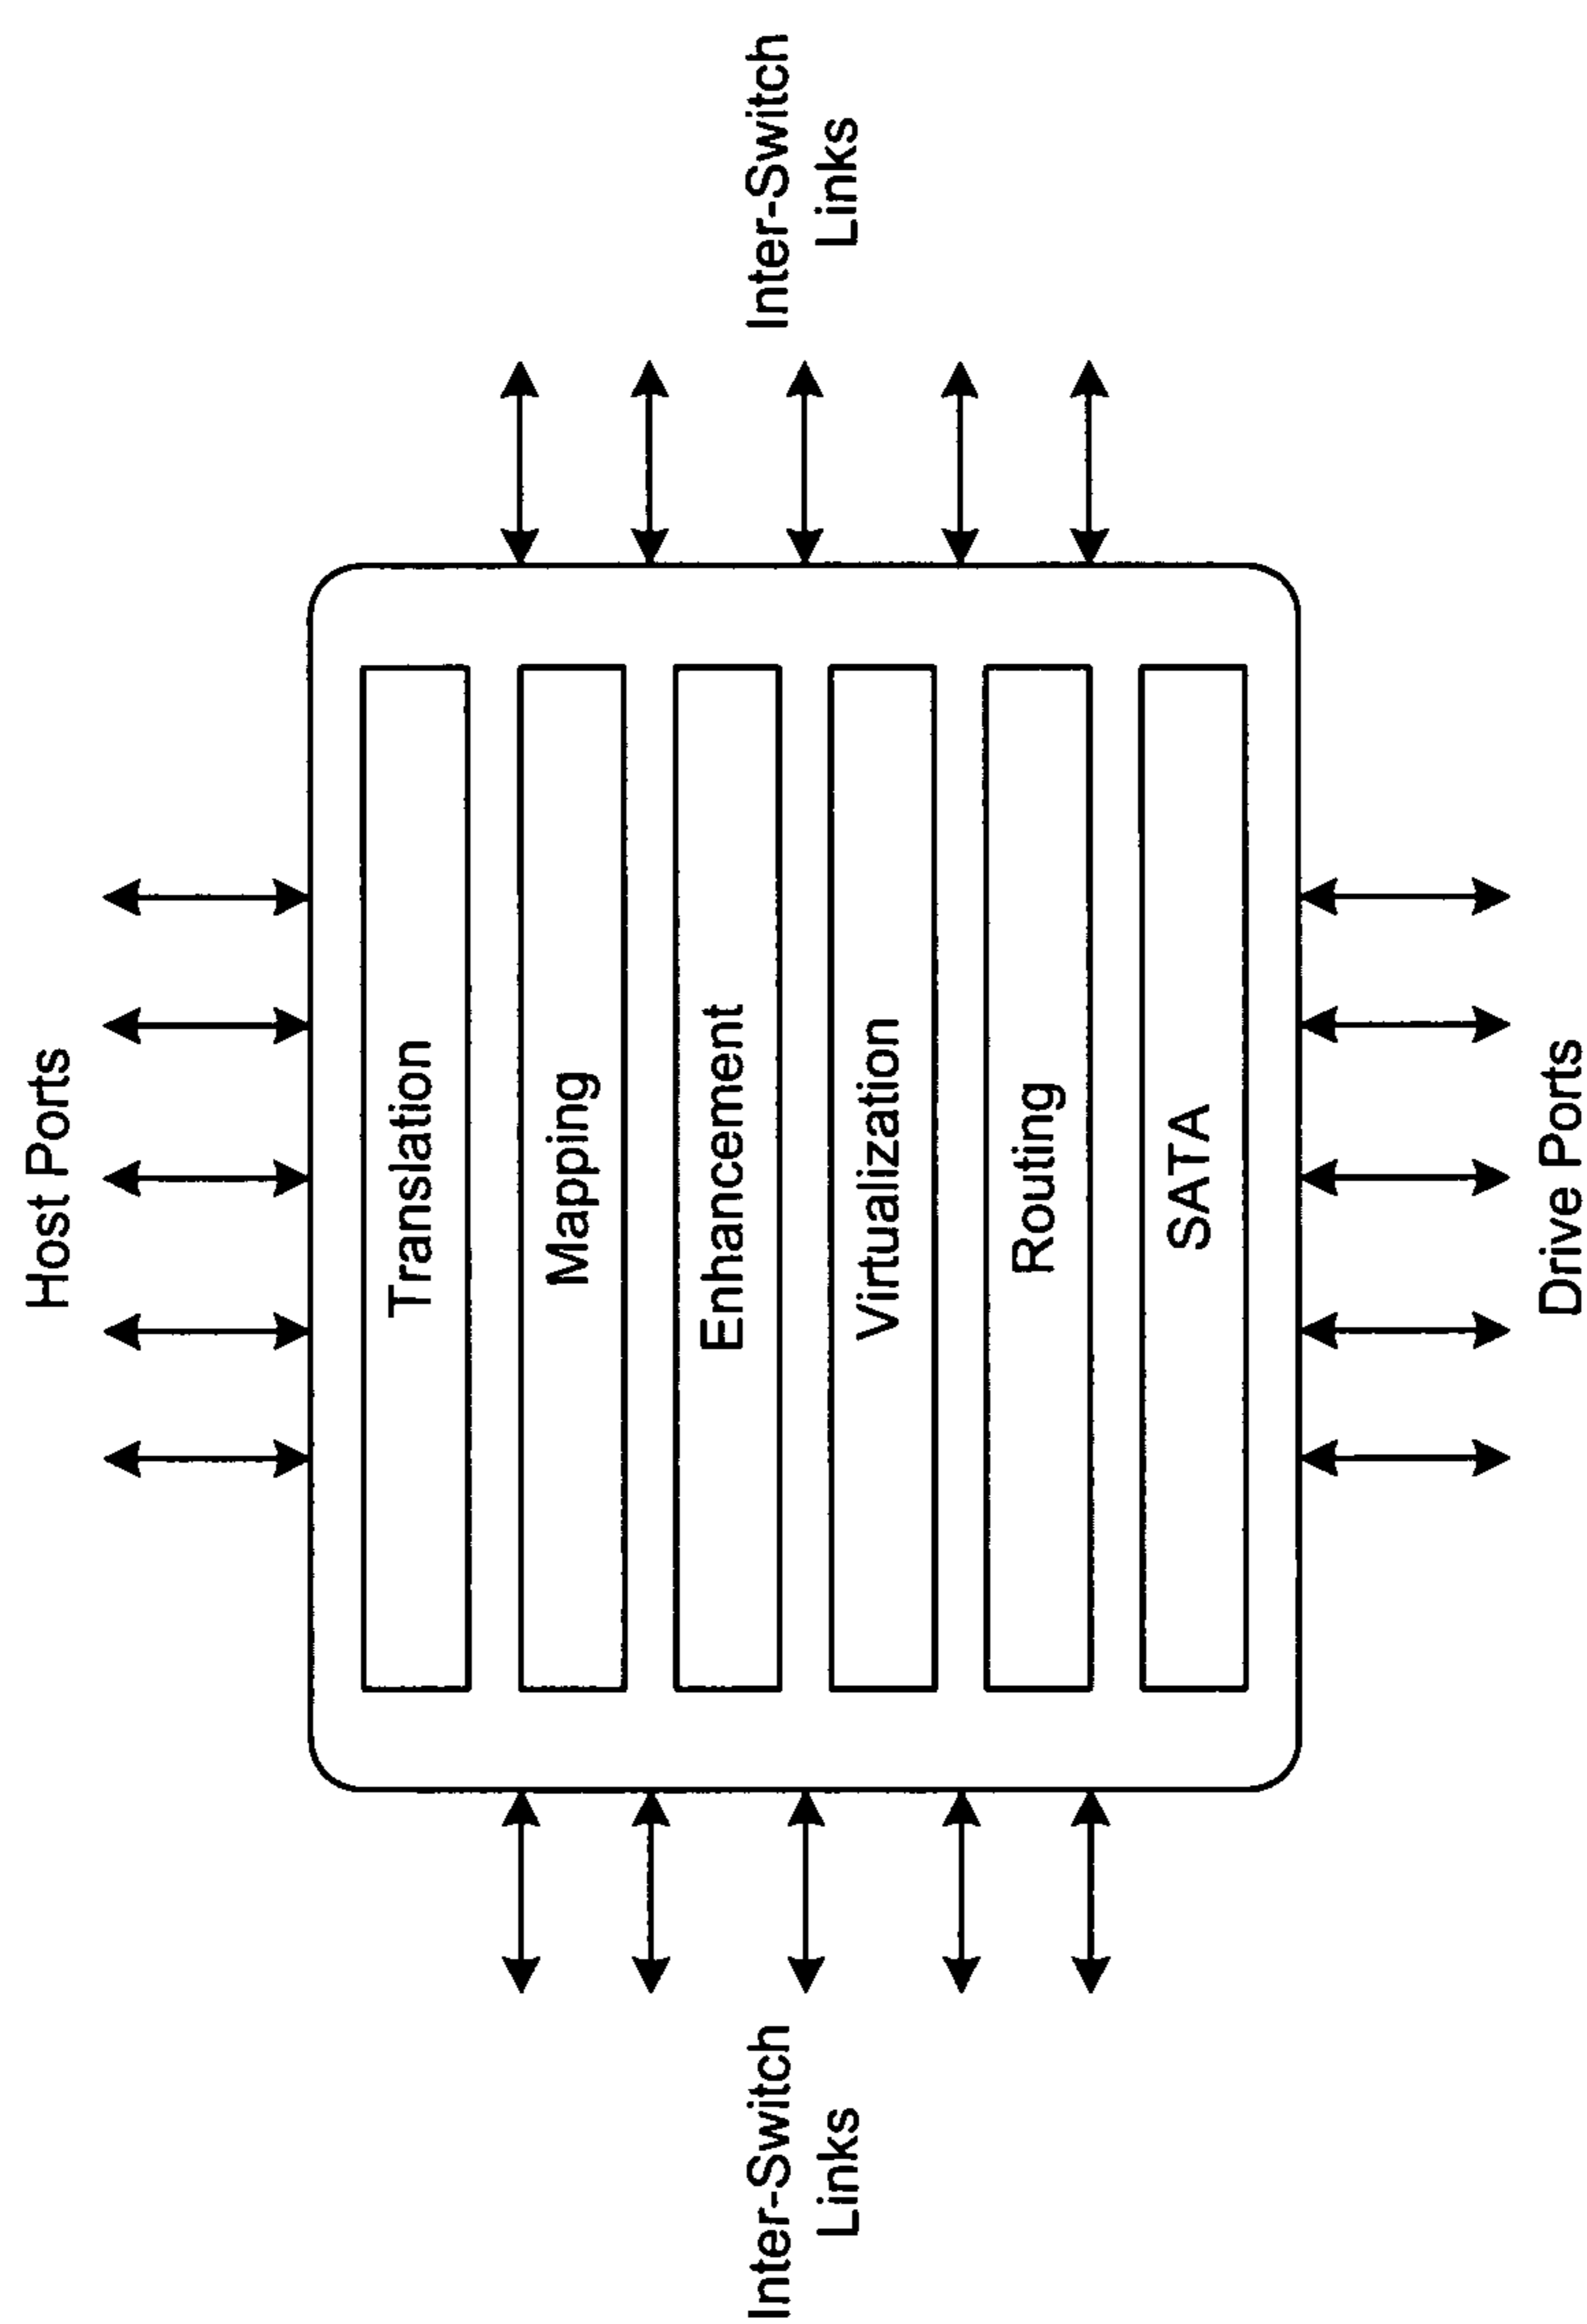 Host Ports
Translation
Mapping
Inter-Switch
Links
Enhancement
Virtualization
Inter-Switch
Links
Routing
SATA
Drive Ports